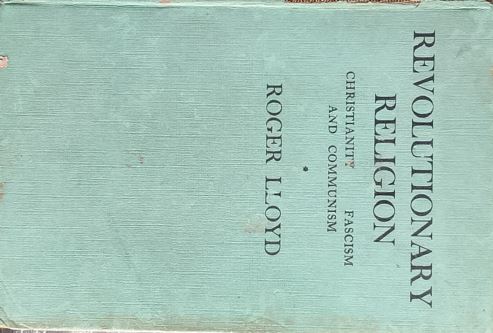 REVOLUTIONARY
RELIGION
CHRISTIANITY FASCISM
AND COMMUNISM
*
ROGER LLOYD